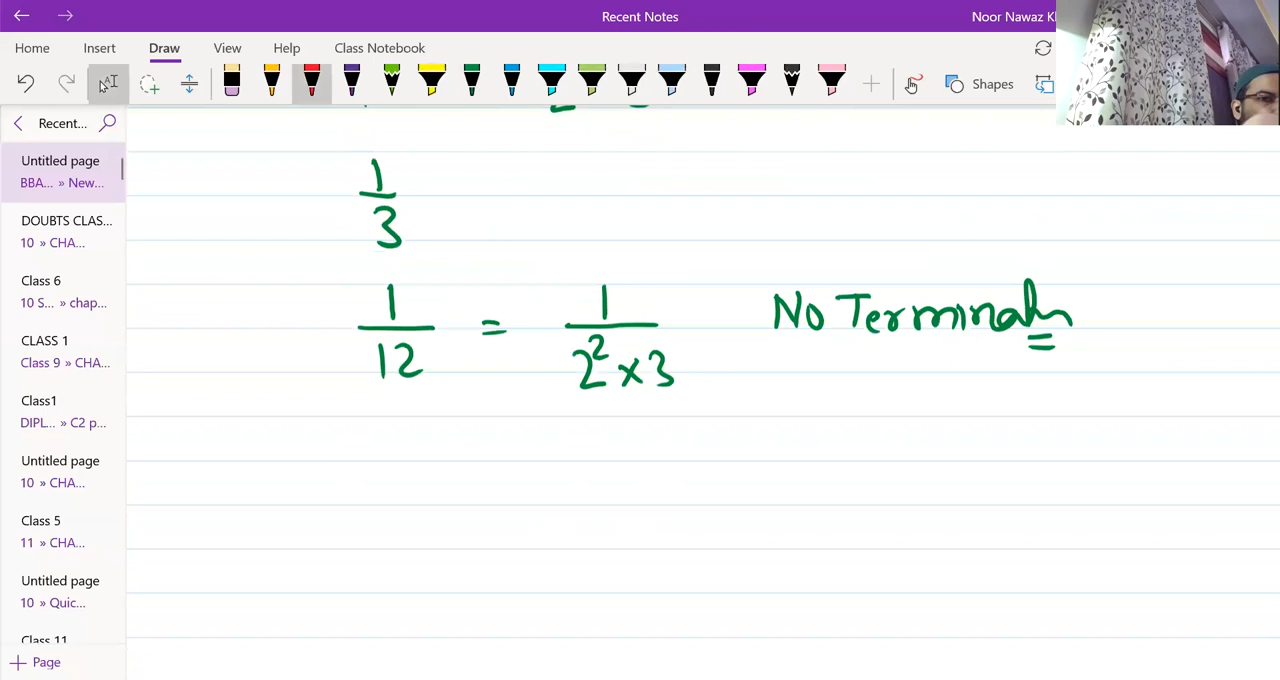 Recent Notes
Noor Nawaz Kh
Home Insert Draw View Help Class Notebook
Shapes
Recent...
Untitled page
BBA... » New...
DOUBTS CLAS...
10 » CHA...
Class 6
10 S... » chap...
CLASS 1
Class 9 » CHA...
Class1
DIPL... » C2 p...
Untitled page
10 » CHA...
Class 5
11 » CHA...
Untitled page
10 » Quic...
Class 11
Page
1
3
1
12
=
1
2² × 3
No